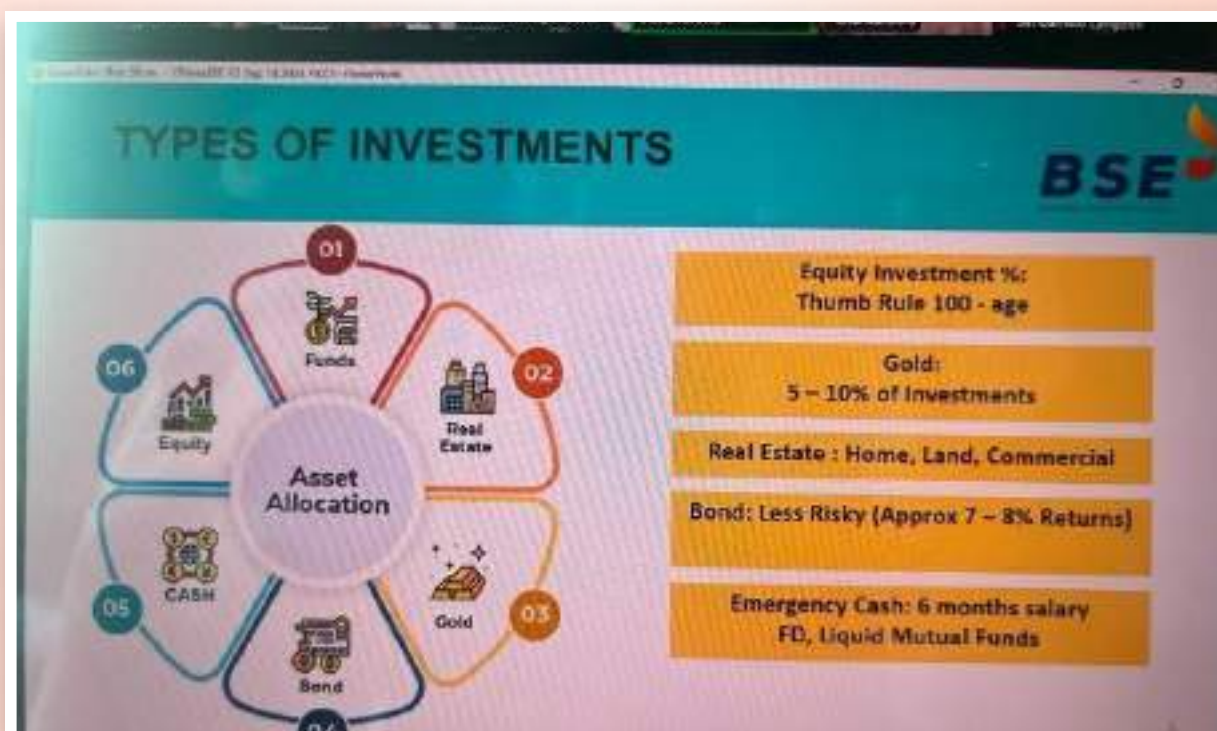 TYPES OF INVESTMENTS
BSE
01
Funds
02
Real
Estate
03
Gold
04
Bond
05
CASH
06
Equity
Asset
Allocation
Equity Investment %:
Thumb Rule 100 - age
Gold:
5 – 10% of Investments
Real Estate : Home, Land, Commercial
Bond: Less Risky (Approx 7 – 8% Returns)
Emergency Cash: 6 months salary
FD, Liquid Mutual Funds